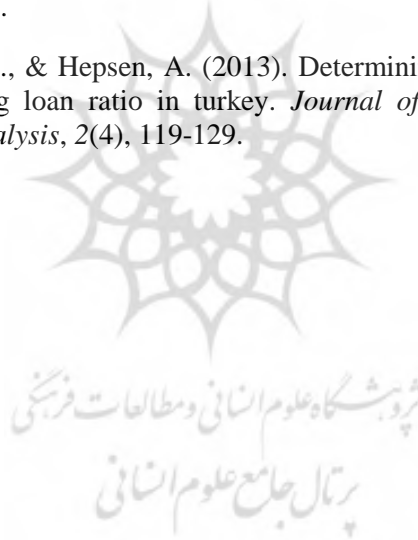 .
., & Hepsen, A. (2013). Determini
g loan ratio in turkey. Journal of
alysis, 2(4), 119-129.
پژوهشگاه علوم انسانی و مطالعات فرهنگی
پرتال جامع علوم انسانی